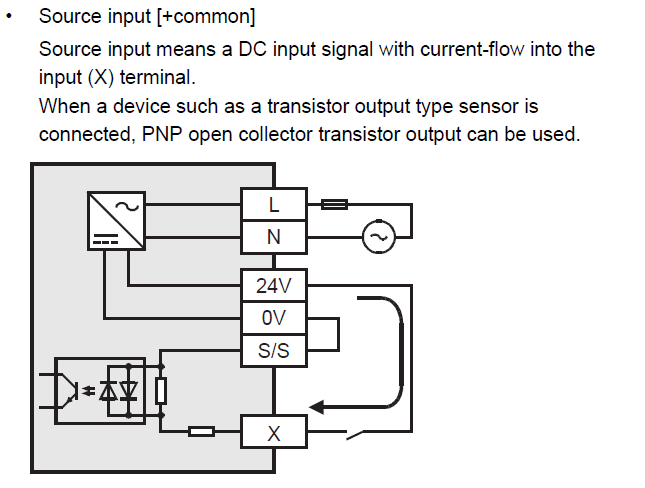 • Source input [+common]
Source input means a DC input signal with current-flow into the
input (X) terminal.
When a device such as a transistor output type sensor is
connected, PNP open collector transistor output can be used.
L
N
24V
0V
S/S
X